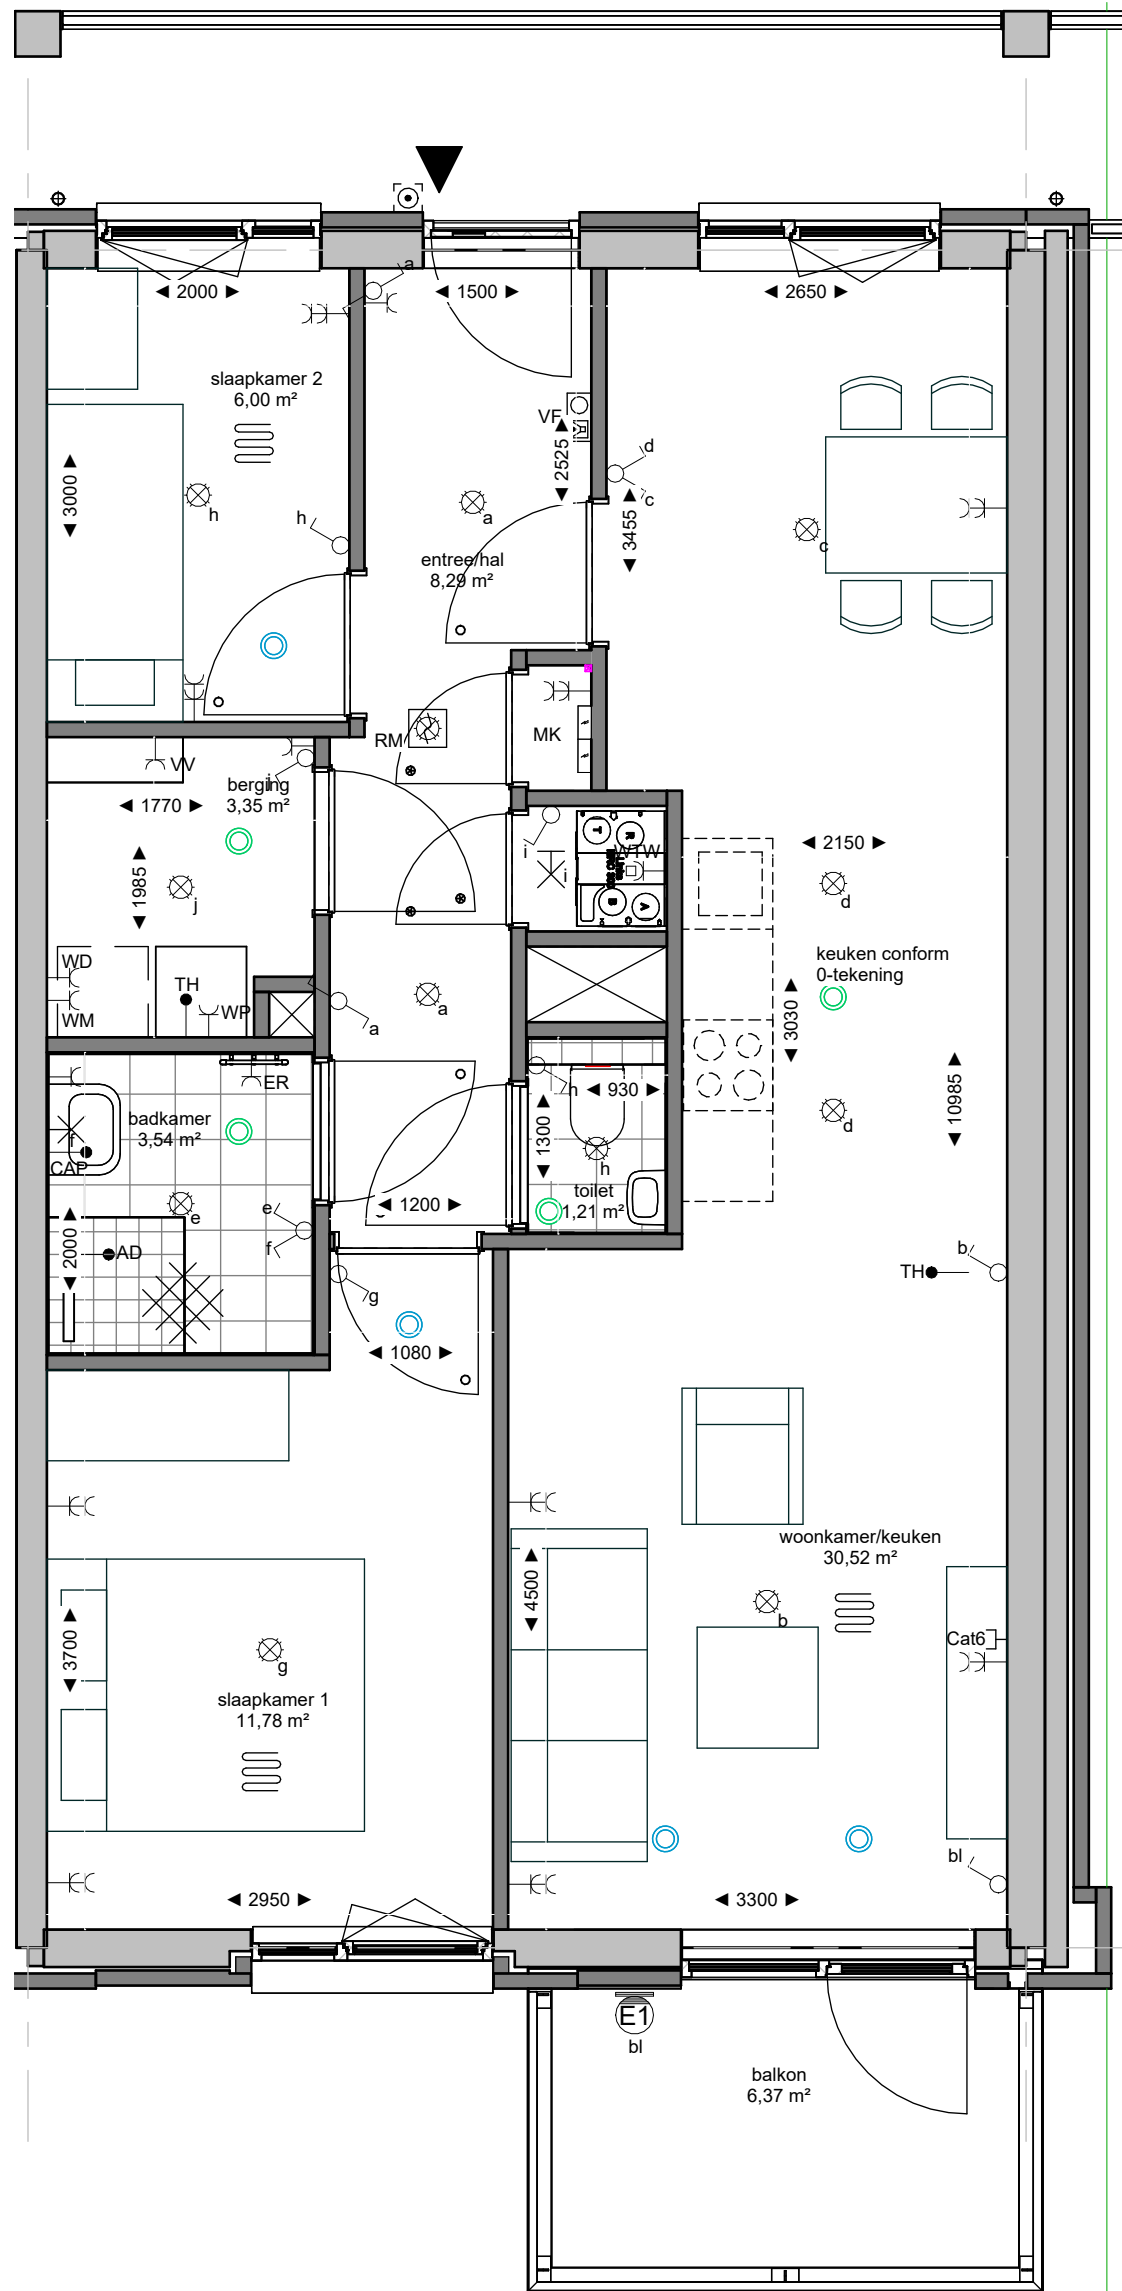 a
◄ 2000 ►
◄ 1500 ►
◄ 2650 ►
slaapkamer 2
6,00 m²
VF
◄ 2525 ►
d
c
◄ 3000 ►
h
h
a
◄ 3455 ►
c
entree/hal
8,29 m²
RM
MK
VV
j
berging
3,35 m²
◄ 1770 ►
◄ 1985 ►
j
i
i
WTW
T
R
B
A
◄ 2150 ►
d
keuken conform
0-tekening
◄ 3030 ►
WD
WM
TH
WP
a
a
ER
badkamer
3,54 m²
f
CAP
e
e
f
◄ 2000 ►
AD
h
◄ 930 ►
◄ 1300 ►
h
toilet
1,21 m²
d
◄ 10985 ►
◄ 1200 ►
g
◄ 1080 ►
TH
b
woonkamer/keuken
30,52 m²
◄ 4500 ►
b
Cat6
◄ 3700 ►
g
slaapkamer 1
11,78 m²
bl
◄ 2950 ►
◄ 3300 ►
E1
bl
balkon
6,37 m²